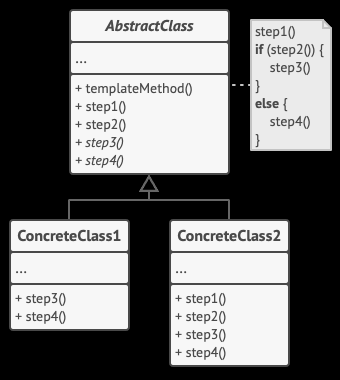 AbstractClass
...
+ templateMethod()
+ step1()
+ step2()
+ step3()
+ step4()
step1()
if (step2()) {
step3()
}
else {
step4()
}
ConcreteClass1
...
+ step3()
+ step4()
ConcreteClass2
...
+ step1()
+ step2()
+ step3()
+ step4()